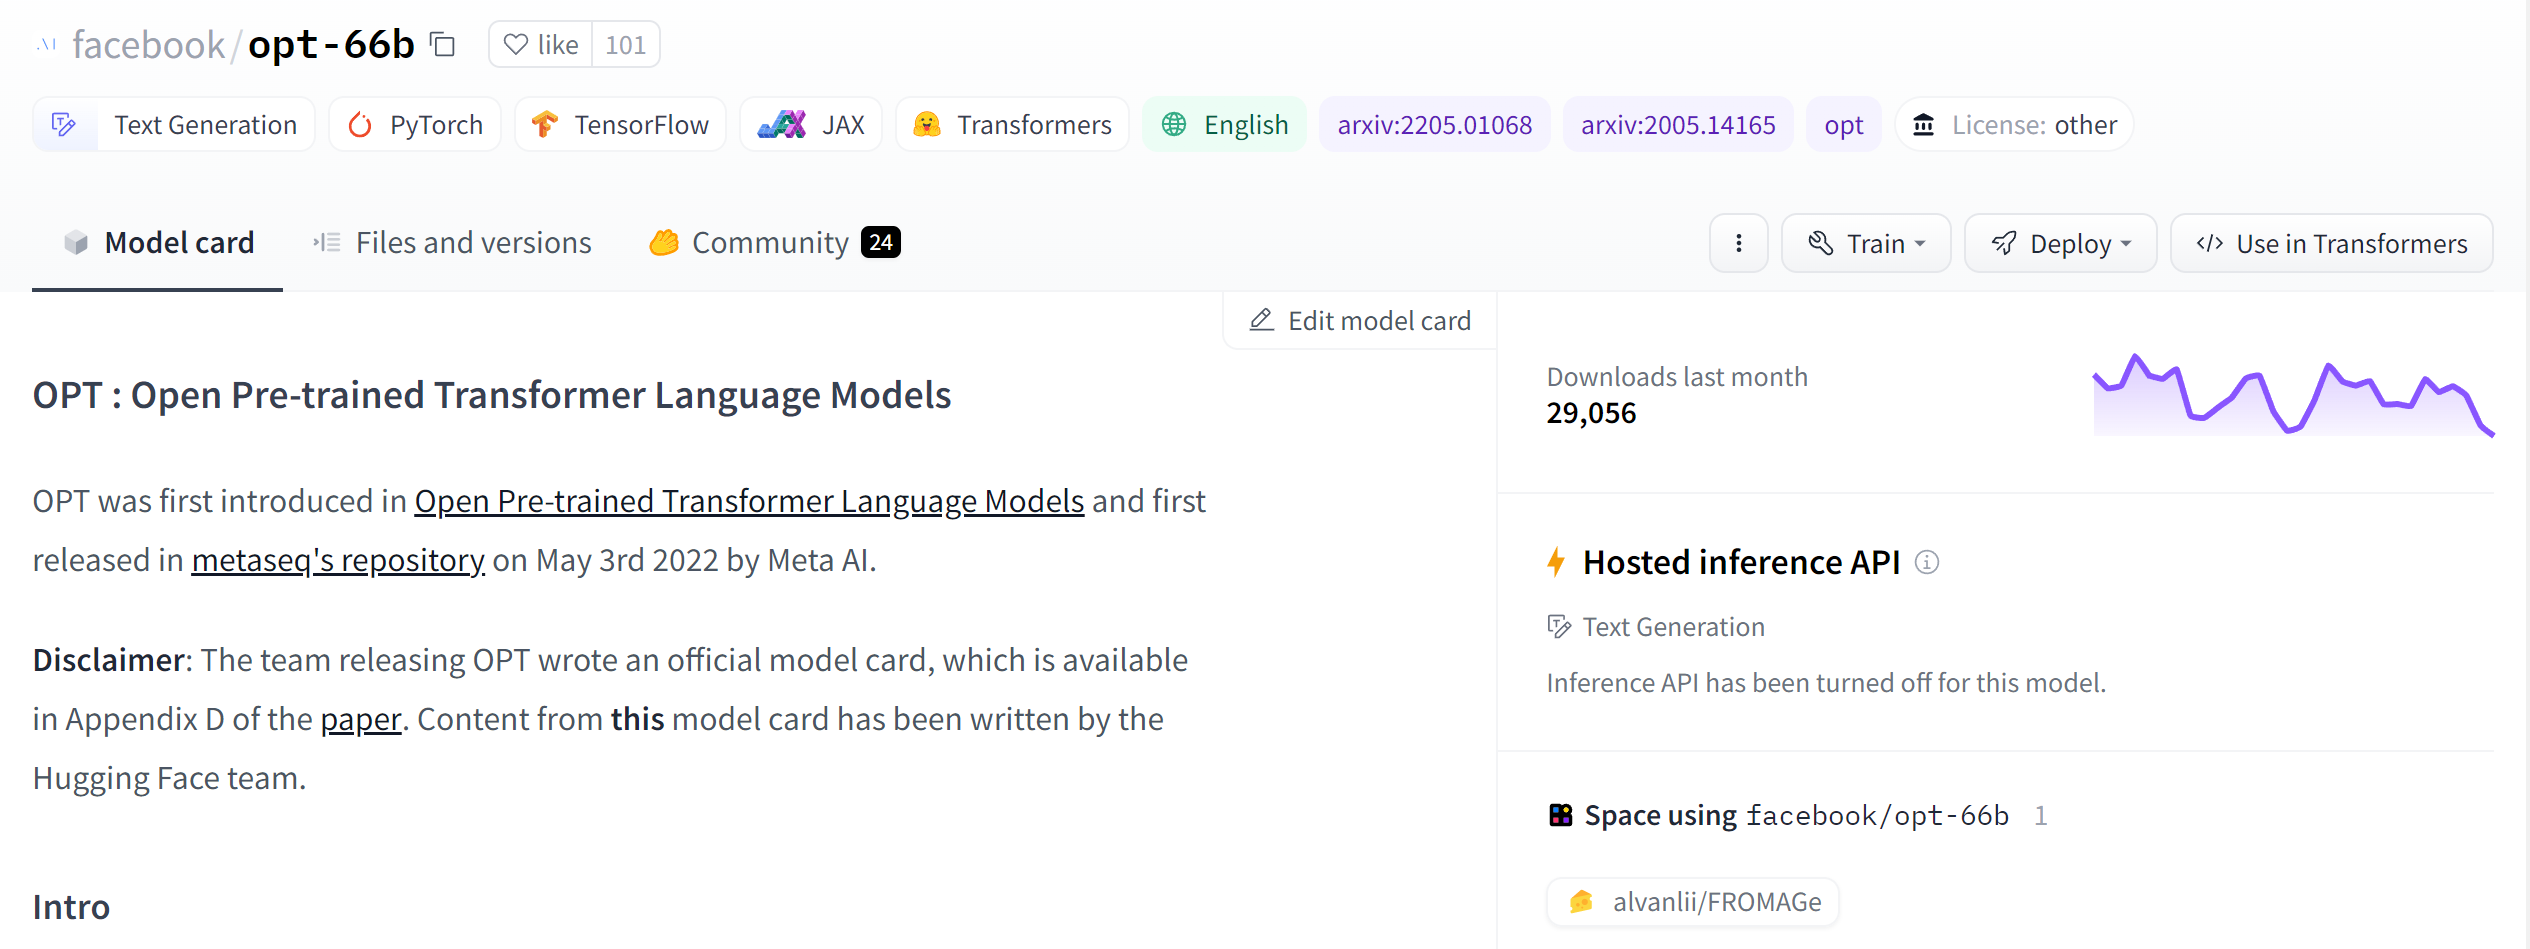 facebook/opt-66b like 101
Text Generation PyTorch TensorFlow JAX Transformers English arxiv:2205.01068 arxiv:2005.14165 opt License: other
Model card Files and versions Community 24 Train Deploy Use in Transformers
Edit model card
OPT : Open Pre-trained Transformer Language Models
OPT was first introduced in Open Pre-trained Transformer Language Models and first
released in metaseq's repository on May 3rd 2022 by Meta AI.
Disclaimer: The team releasing OPT wrote an official model card, which is available
in Appendix D of the paper. Content from this model card has been written by the
Hugging Face team.
Intro
Downloads last month
29,056
Hosted inference API
Text Generation
Inference API has been turned off for this model.
Space using facebook/opt-66b 1
alvanlii/FROMAGe